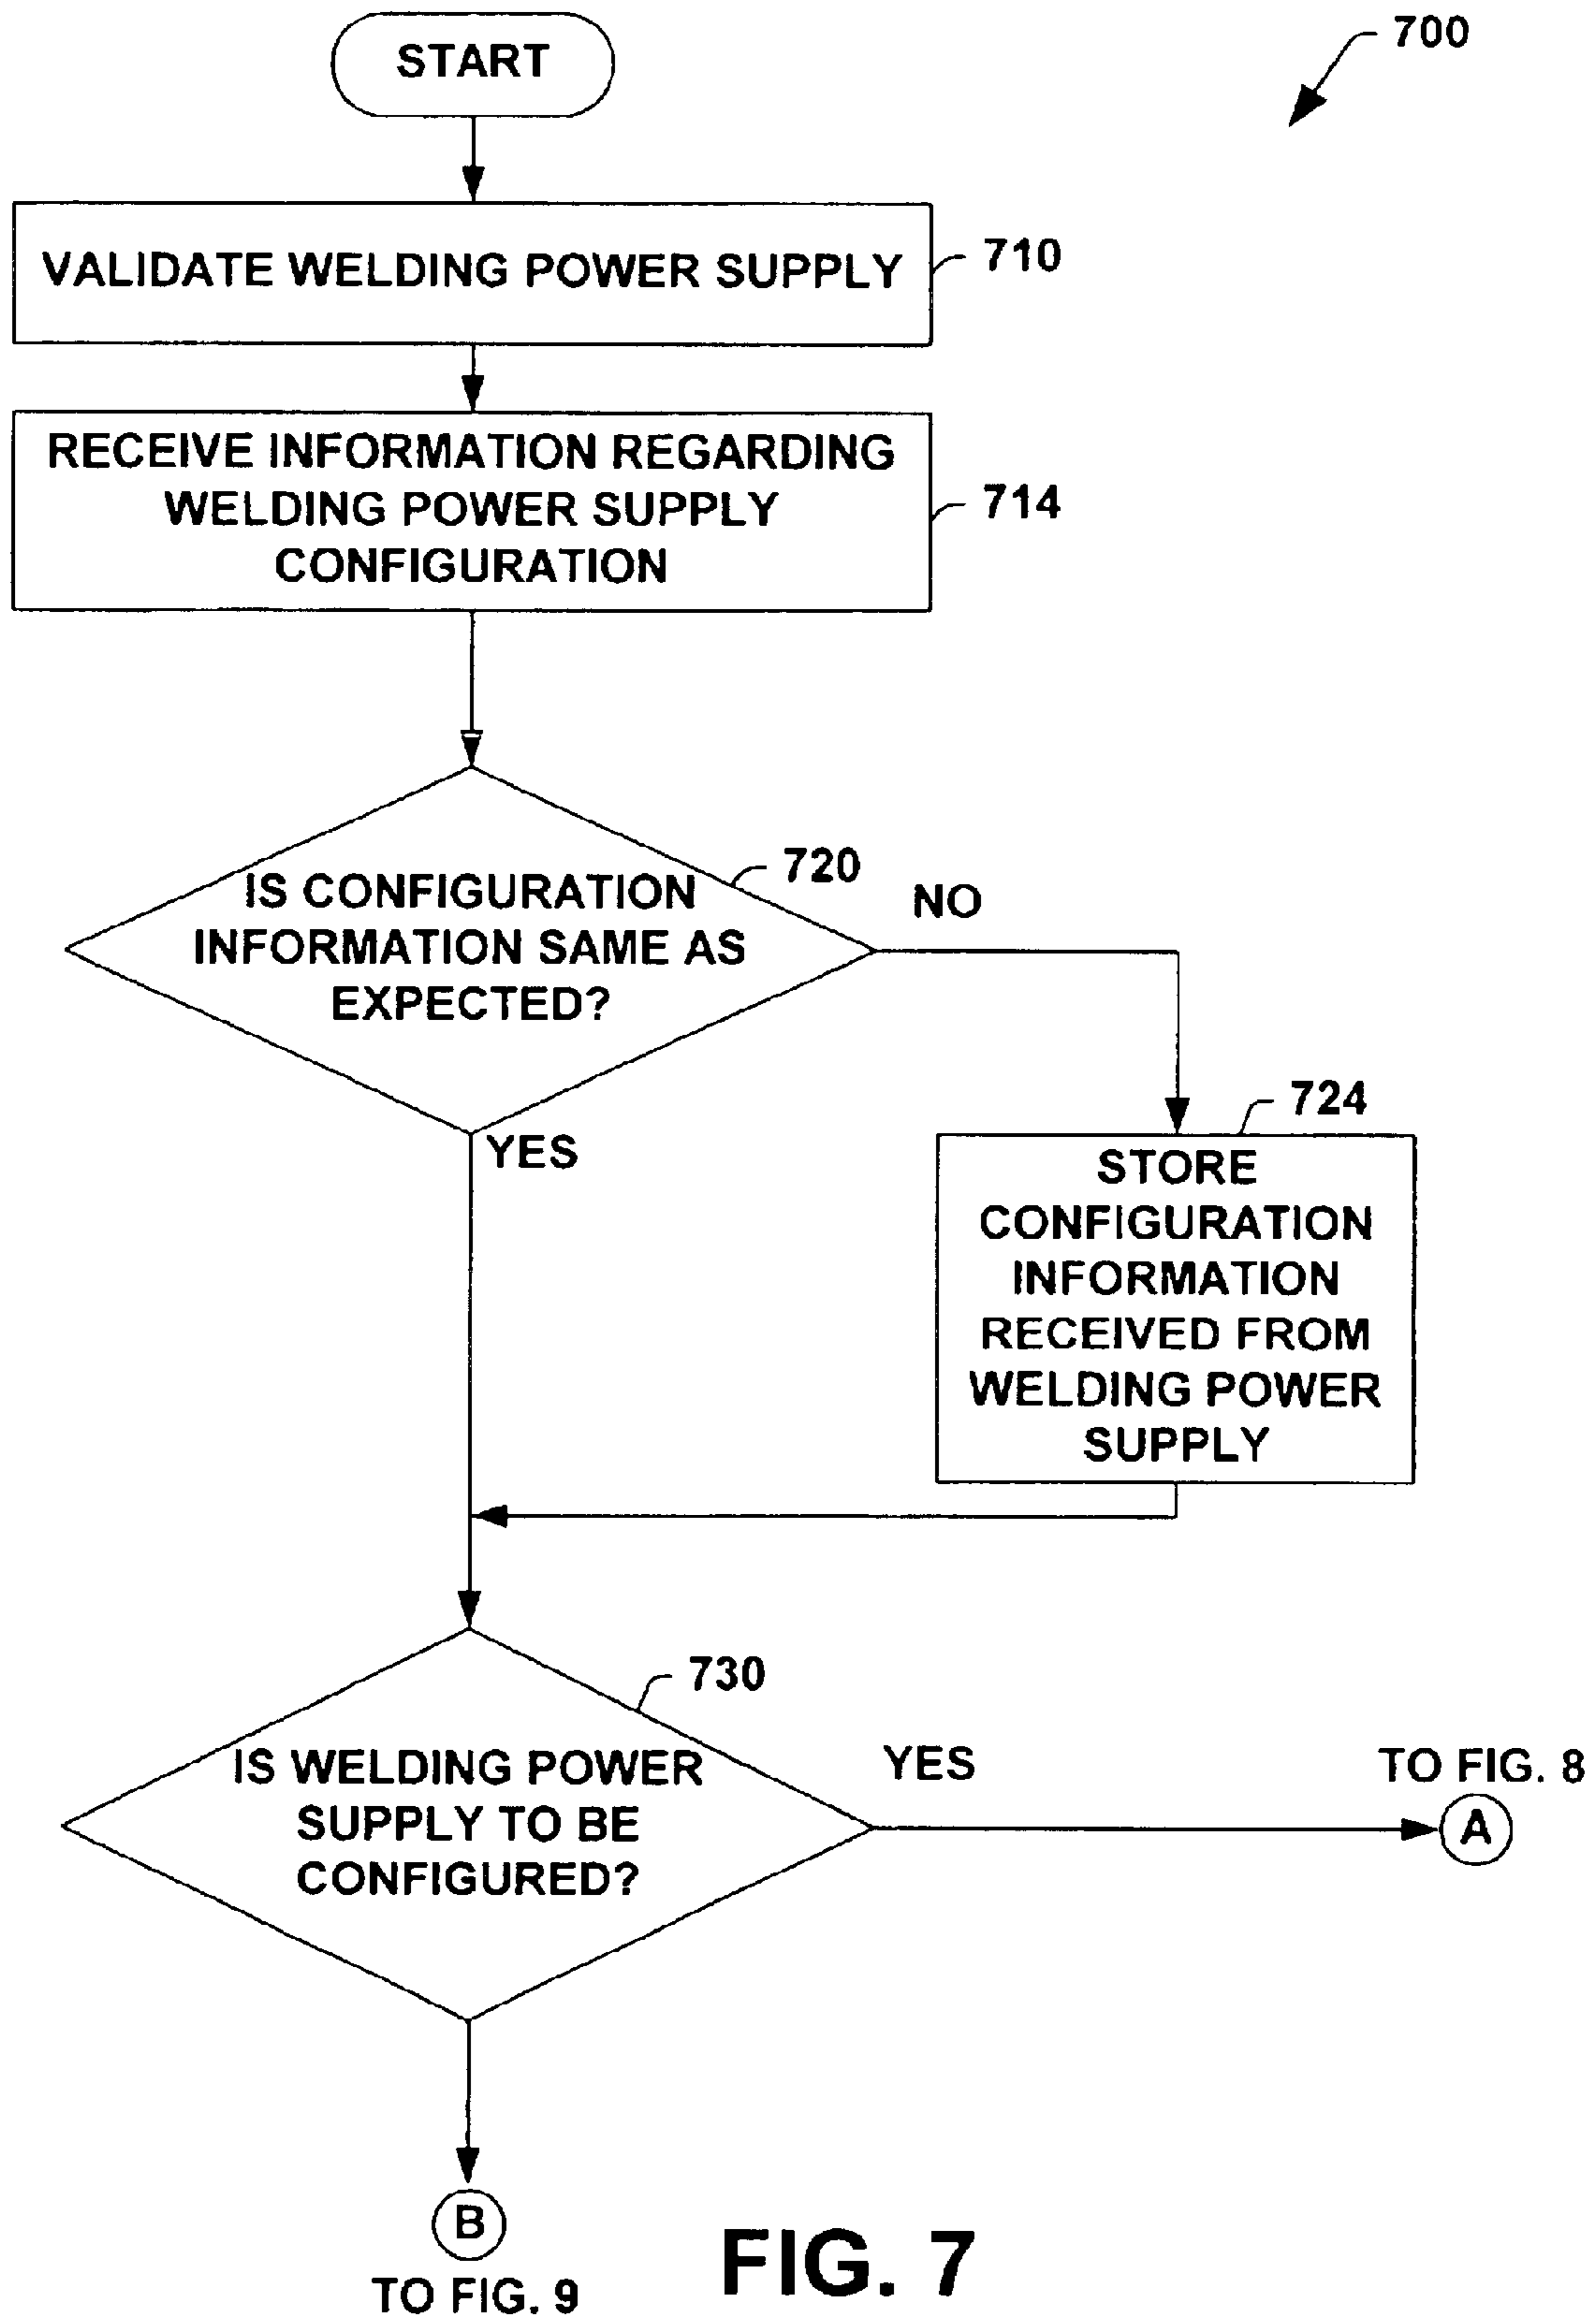 700
START
VALIDATE WELDING POWER SUPPLY
710
RECEIVE INFORMATION REGARDING
WELDING POWER SUPPLY
CONFIGURATION
714
720
IS CONFIGURATION
INFORMATION SAME AS
EXPECTED?
NO
YES
724
STORE
CONFIGURATION
INFORMATION
RECEIVED FROM
WELDING POWER
SUPPLY
730
IS WELDING POWER
SUPPLY TO BE
CONFIGURED?
YES
TO FIG. 8
A
B
TO FIG. 9
FIG. 7